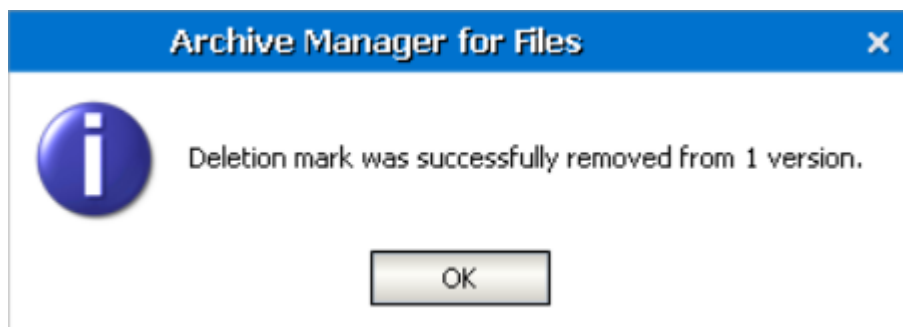 Archive Manager for Files
Deletion mark was successfully removed from 1 version.
OK